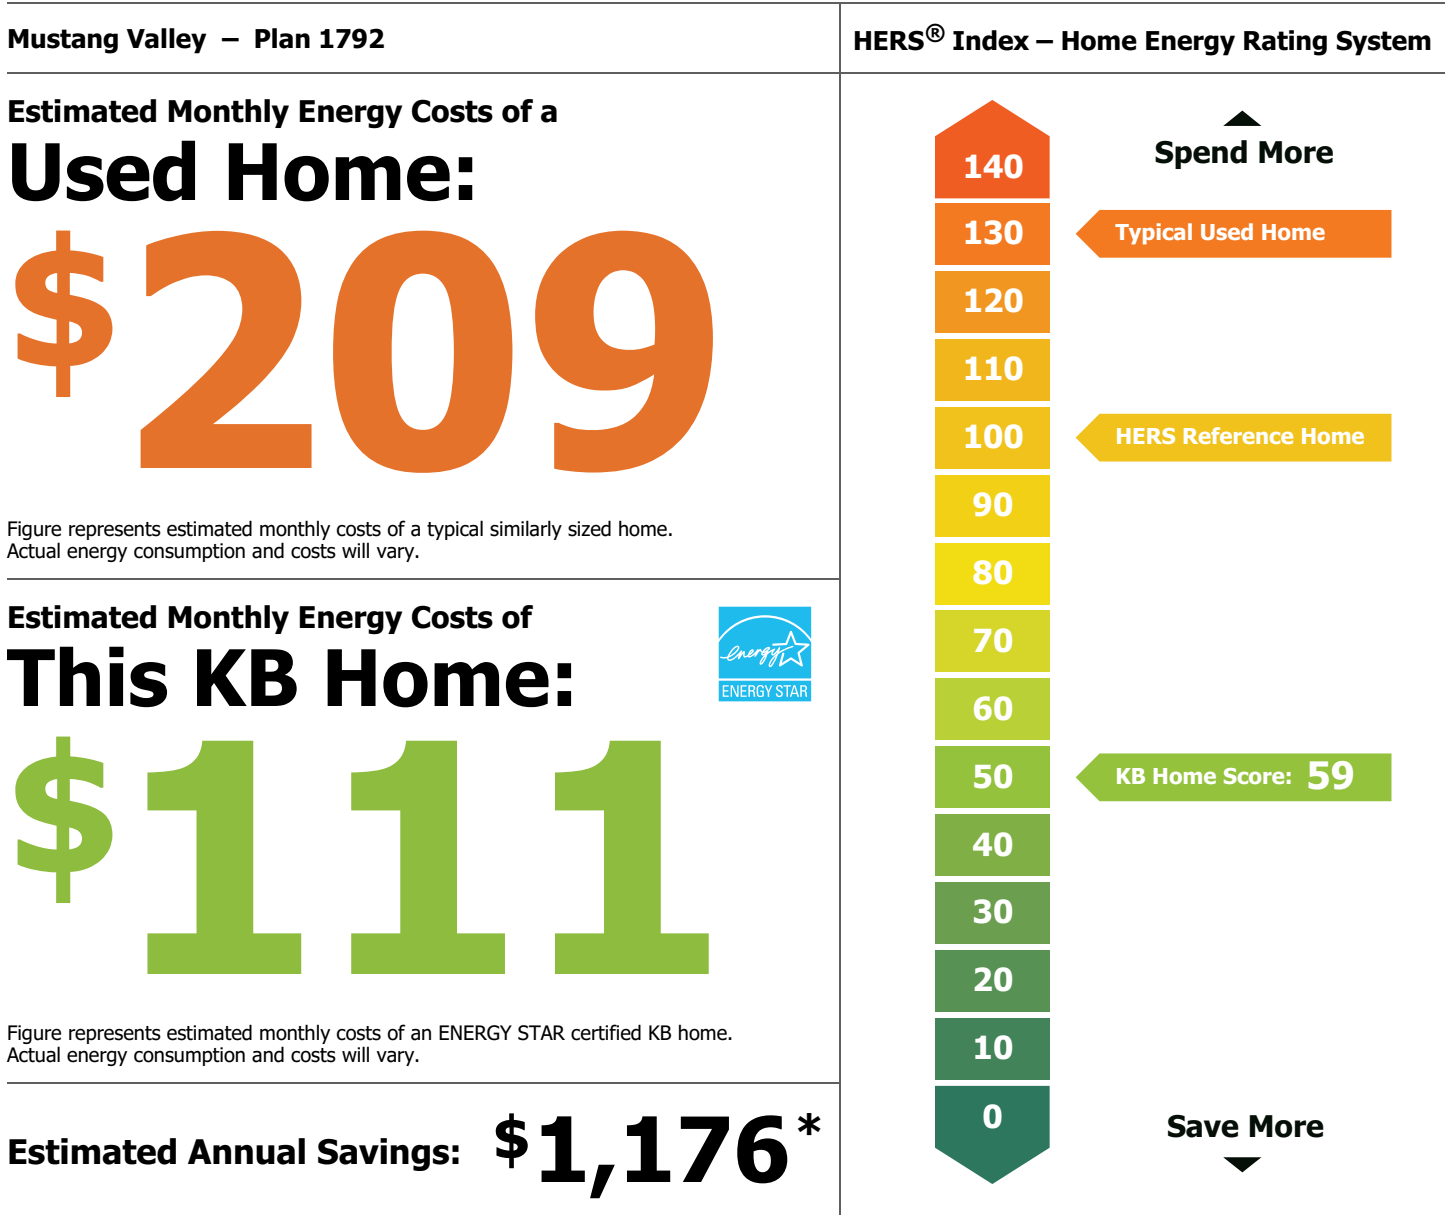 Mustang Valley – Plan 1792
Estimated Monthly Energy Costs of a
Used Home:
$209
Figure represents estimated monthly costs of a typical similarly sized home.
Actual energy consumption and costs will vary.
Estimated Monthly Energy Costs of
This KB Home:
energy
ENERGY STAR
$111
Figure represents estimated monthly costs of an ENERGY STAR certified KB home.
Actual energy consumption and costs will vary.
Estimated Annual Savings: $1,176*
HERS® Index – Home Energy Rating System
Spend More
140
130 Typical Used Home
120
110
100 HERS Reference Home
90
80
70
60
50 KB Home Score: 59
40
30
20
10
0
Save More